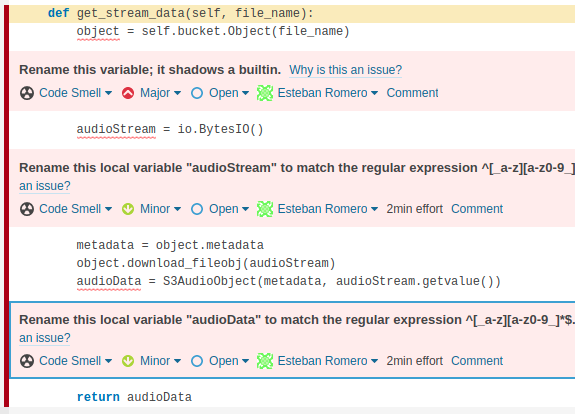 def get_stream_data(self, file_name):
object = self.bucket.Object(file_name)
Rename this variable; it shadows a builtin. Why is this an issue?
Code Smell Major Open Esteban Romero Comment
audioStream = io.BytesIO()
Rename this local variable "audioStream" to match the regular expression ^[_a-z][a-z0-9_]
an issue?
Code Smell Minor Open Esteban Romero 2min effort Comment
metadata = object.metadata
object.download_fileobj(audioStream)
audioData = S3AudioObject(metadata, audioStream.getvalue())
Rename this local variable "audioData" to match the regular expression ^[_a-z][a-z0-9_]*$.
an issue?
Code Smell Minor Open Esteban Romero 2min effort Comment
return audioData